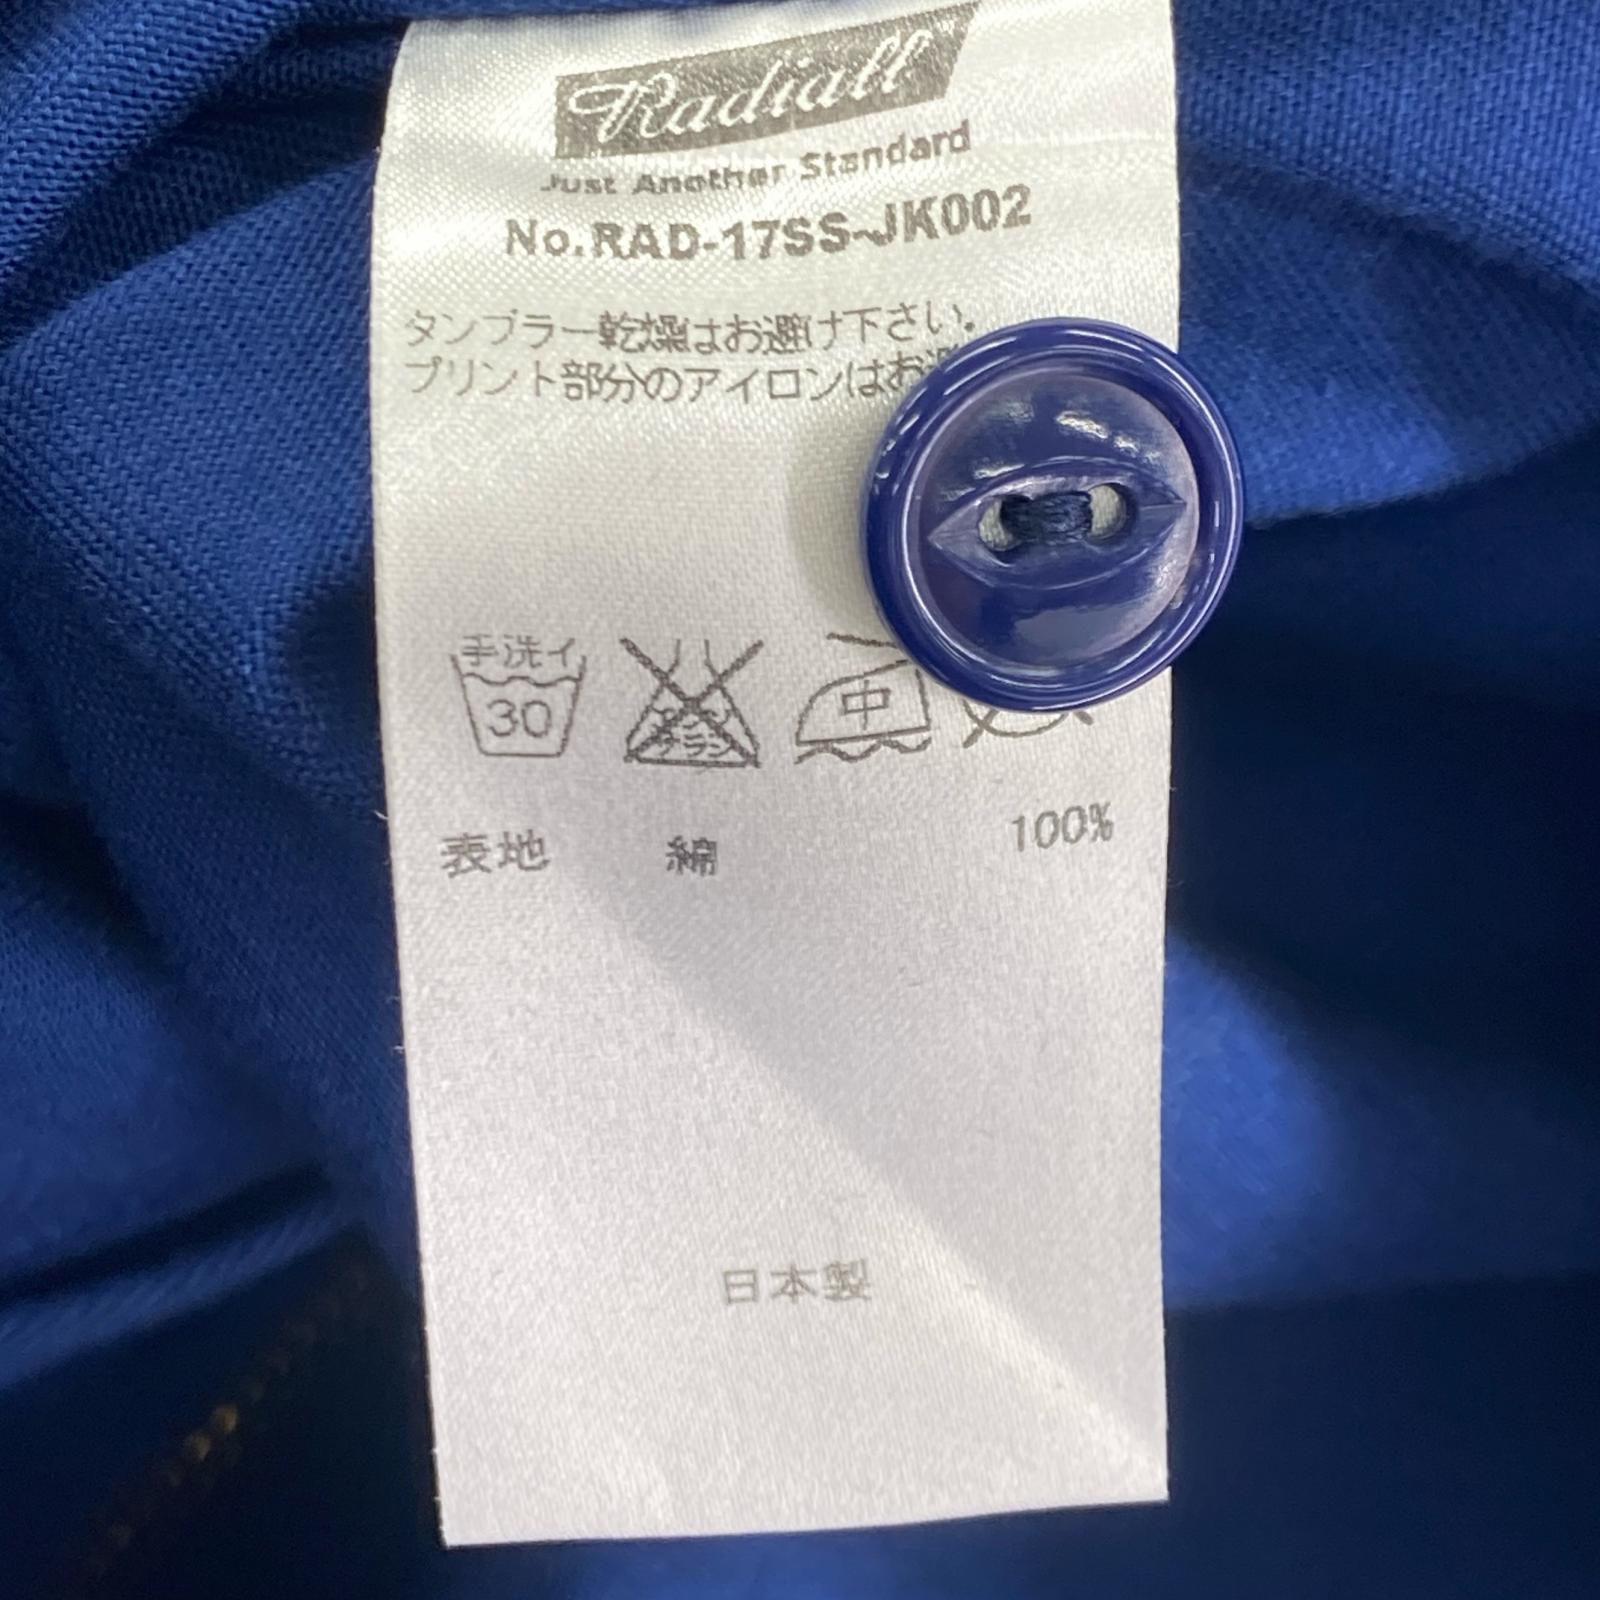 Radiall
Just Another Standard
No.RAD-17SS-JK002
タンブラー乾燥はお避け下さい.
プリント部分のアイロンはお避
手洗イ
30
中
表地 綿 100%
日本製